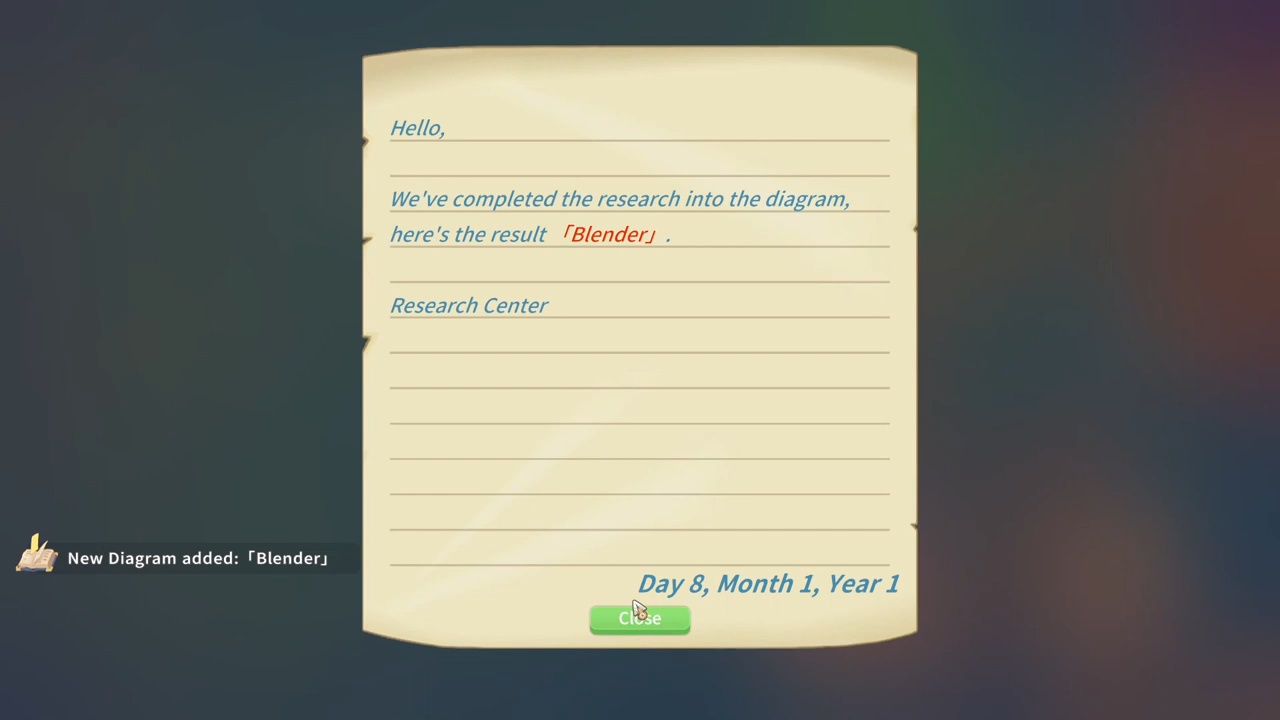 Hello,
We've completed the research into the diagram,
here's the result 「Blender」.
Research Center
New Diagram added:「Blender」
Day 8, Month 1, Year 1
Close